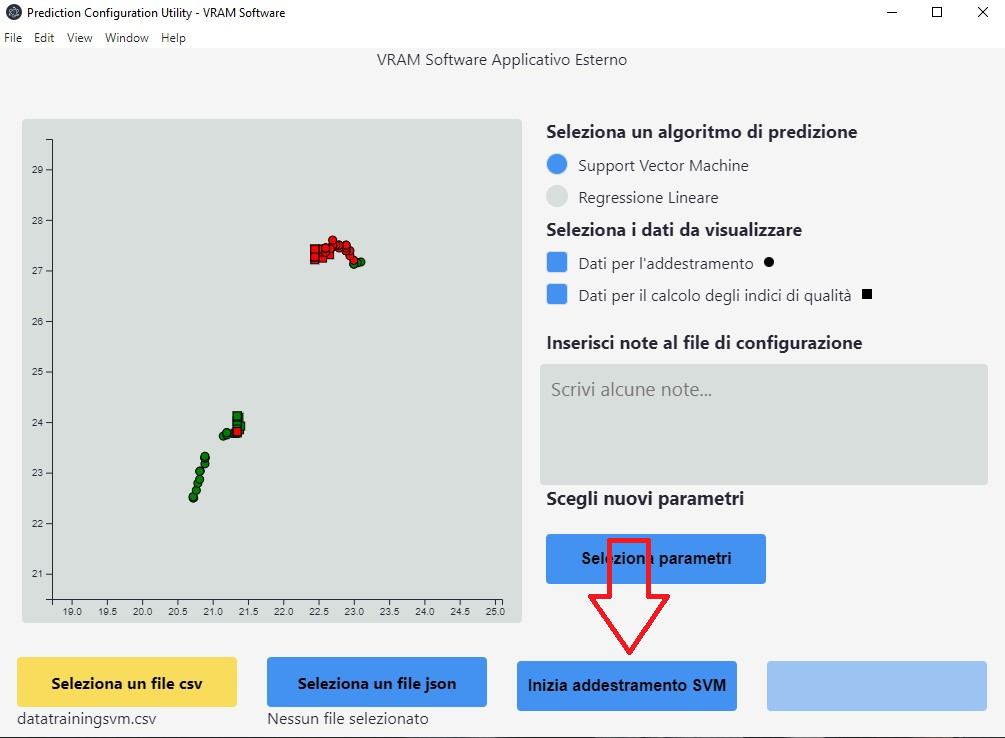 Prediction Configuration Utility - VRAM Software
File Edit View Window Help
VRAM Software Applicativo Esterno
29
28
27
26
25
24
23
22
21
19.0 19.5 20.0 20.5 21.0 21.5 22.0 22.5 23.0 23.5 24.0 24.5 25.0
Seleziona un algoritmo di predizione
Support Vector Machine
Regressione Lineare
Seleziona i dati da visualizzare
Dati per l'addestramento
Dati per il calcolo degli indici di qualità
Inserisci note al file di configurazione
Scrivi alcune note...
Scegli nuovi parametri
Seleziona parametri
Seleziona un file csv
datatrainingsvm.csv
Seleziona un file json
Nessun file selezionato
Inizia addestramento SVM